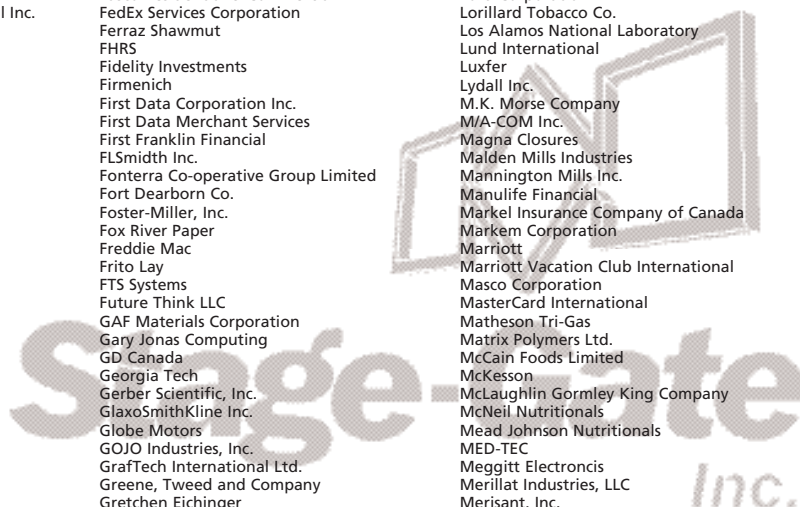 l Inc.
FedEx Services Corporation
Ferraz Shawmut
FHRS
Fidelity Investments
Firmenich
First Data Corporation Inc.
First Data Merchant Services
First Franklin Financial
FLSmidth Inc.
Fonterra Co-operative Group Limited
Fort Dearborn Co.
Foster-Miller, Inc.
Fox River Paper
Freddie Mac
Frito Lay
FTS Systems
Future Think LLC
GAF Materials Corporation
Gary Jonas Computing
GD Canada
Georgia Tech
Gerber Scientific, Inc.
GlaxoSmithKline Inc.
Globe Motors
GOJO Industries, Inc.
GrafTech International Ltd.
Greene, Tweed and Company
Gretchen Eichinger
Lorillard Tobacco Co.
Los Alamos National Laboratory
Lund International
Luxfer
Lydall Inc.
M.K. Morse Company
M/A-COM Inc.
Magna Closures
Malden Mills Industries
Mannington Mills Inc.
Manulife Financial
Markel Insurance Company of Canada
Markem Corporation
Marriott
Marriott Vacation Club International
Masco Corporation
MasterCard International
Matheson Tri-Gas
Matrix Polymers Ltd.
McCain Foods Limited
McKesson
McLaughlin Gormley King Company
McNeil Nutritionals
Mead Johnson Nutritionals
MED-TEC
Meggitt Electroncis
Merillat Industries, LLC
Merisant, Inc.
Stage-Gate
Inc.